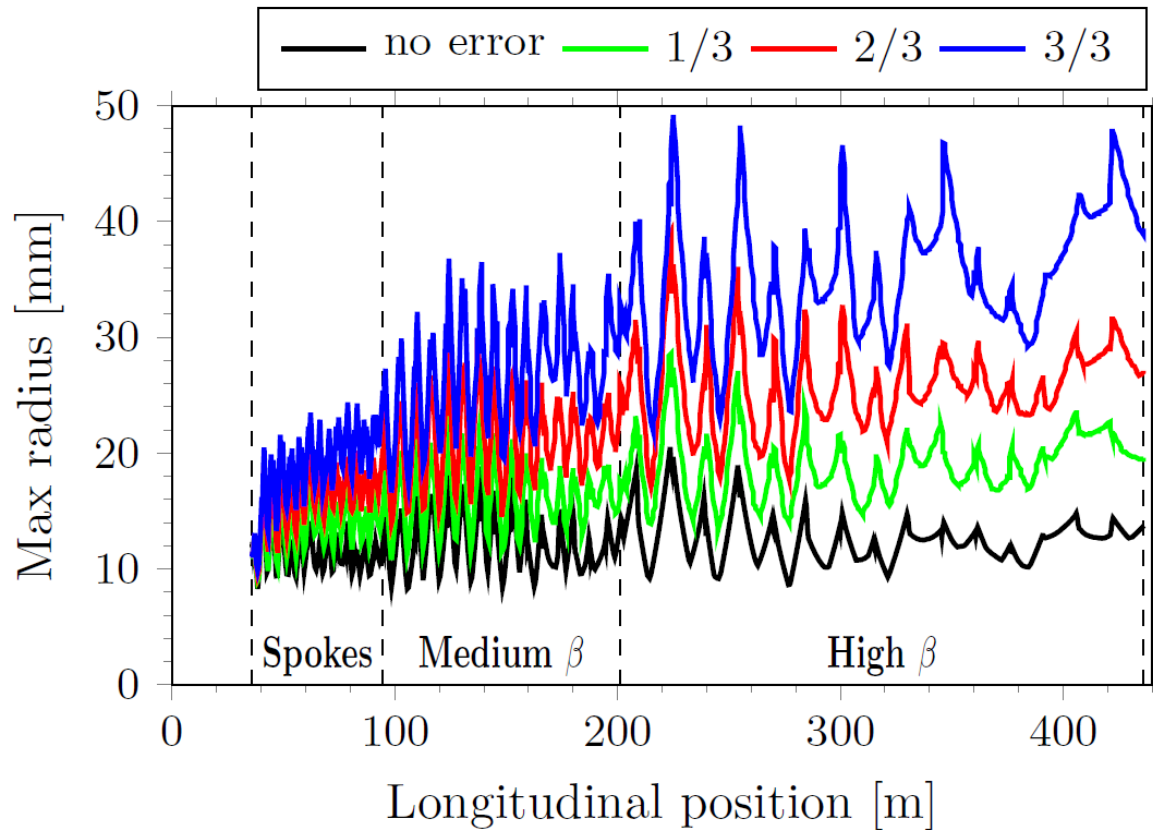 no error 1/3 2/3 3/3
Max radius [mm]
50
40
30
20
10
0
Spokes Medium β High β
0 100 200 300 400
Longitudinal position [m]